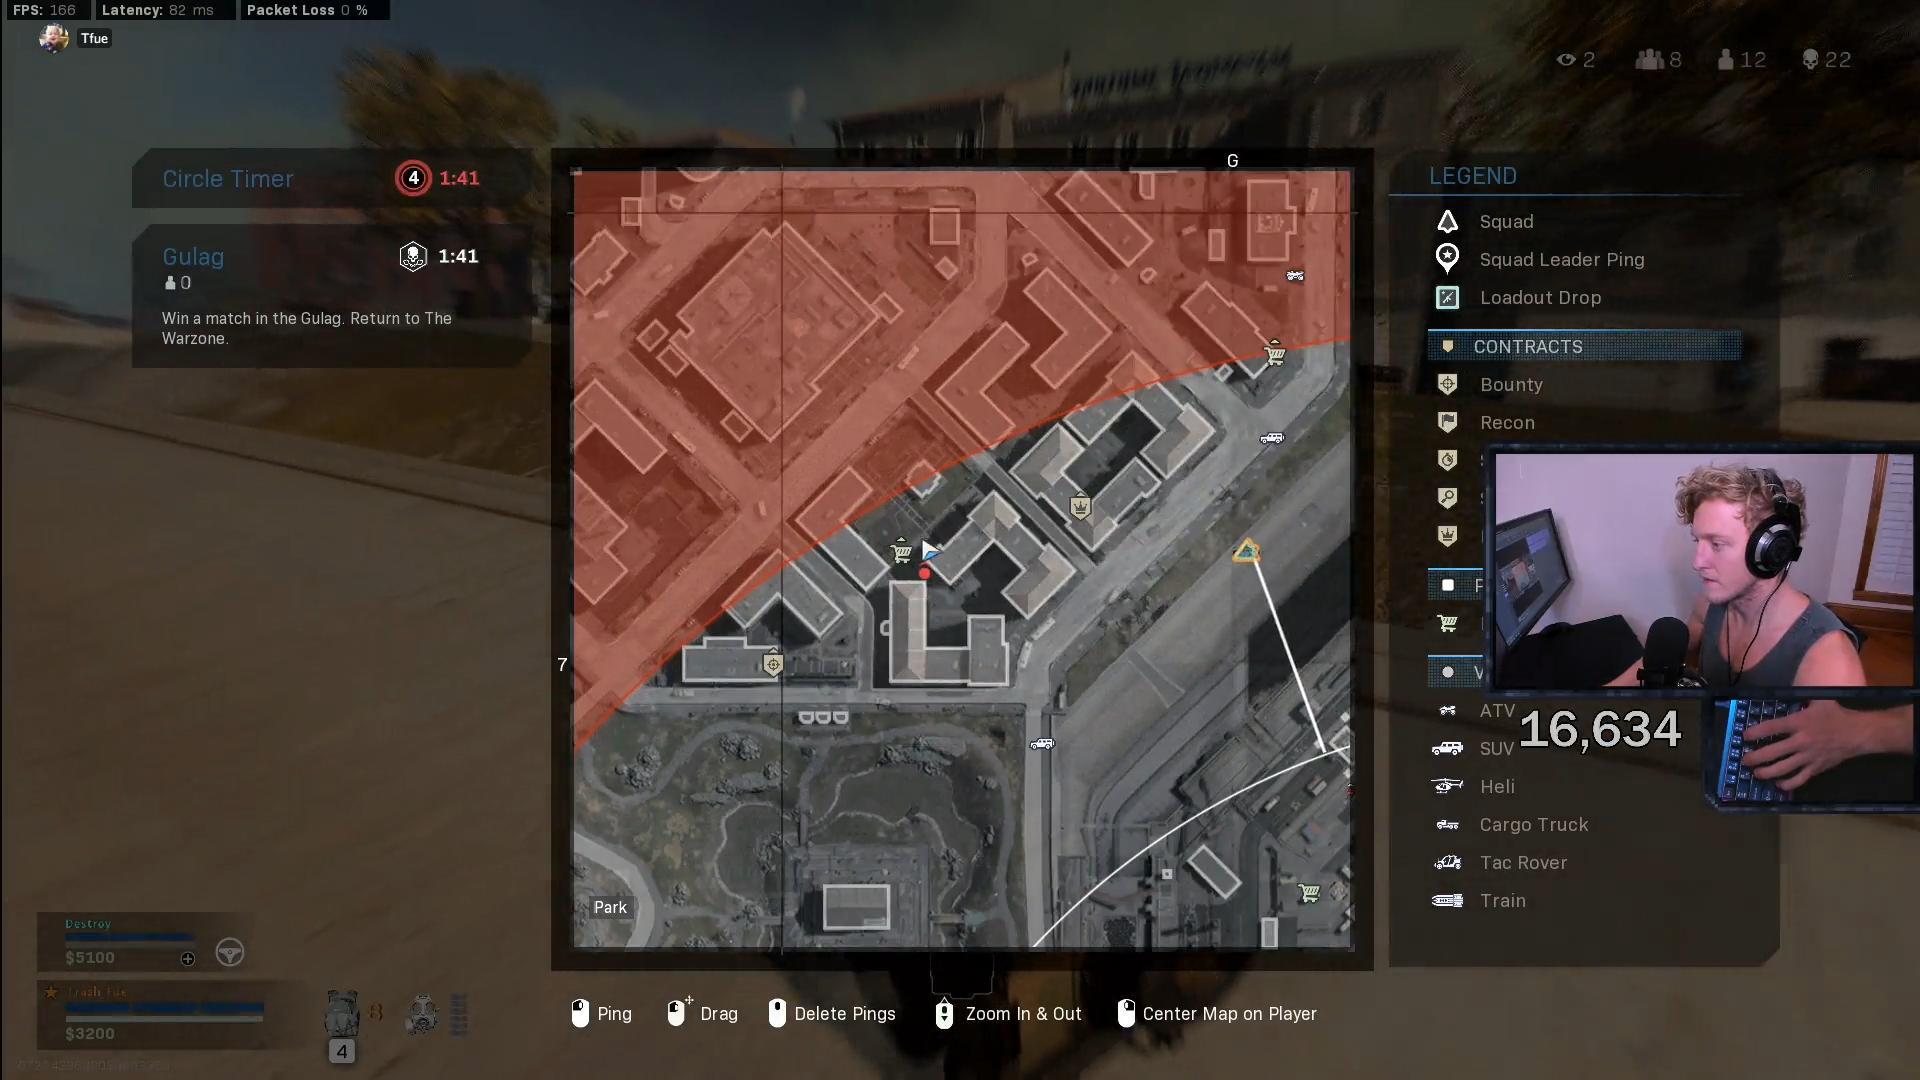 FPS: 166 Latency: 82 ms Packet Loss 0 %
Tfue
2 8 12 22
Circle Timer 4 1:41
Gulag 1:41
0
Win a match in the Gulag. Return to The
Warzone.
G
7
Park
LEGEND
Squad
Squad Leader Ping
Loadout Drop
CONTRACTS
Bounty
Recon
ATV
SUV
16,634
Heli
Cargo Truck
Tac Rover
Train
Destroy
$5100
Trash Fue
$3200
8
4
Ping Drag Delete Pings Zoom In & Out Center Map on Player